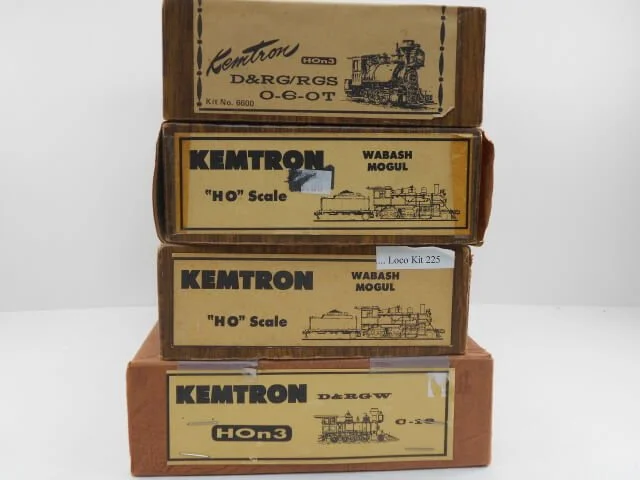 Kemtron HOn3
D&RG/RGS
0-6-0T
Kit No. 6600
KEMTRON WABASH
MOGUL
"HO" Scale
... Loco Kit 225
KEMTRON WABASH
MOGUL
"HO" Scale
KEMTRON D&RGW
HOn3